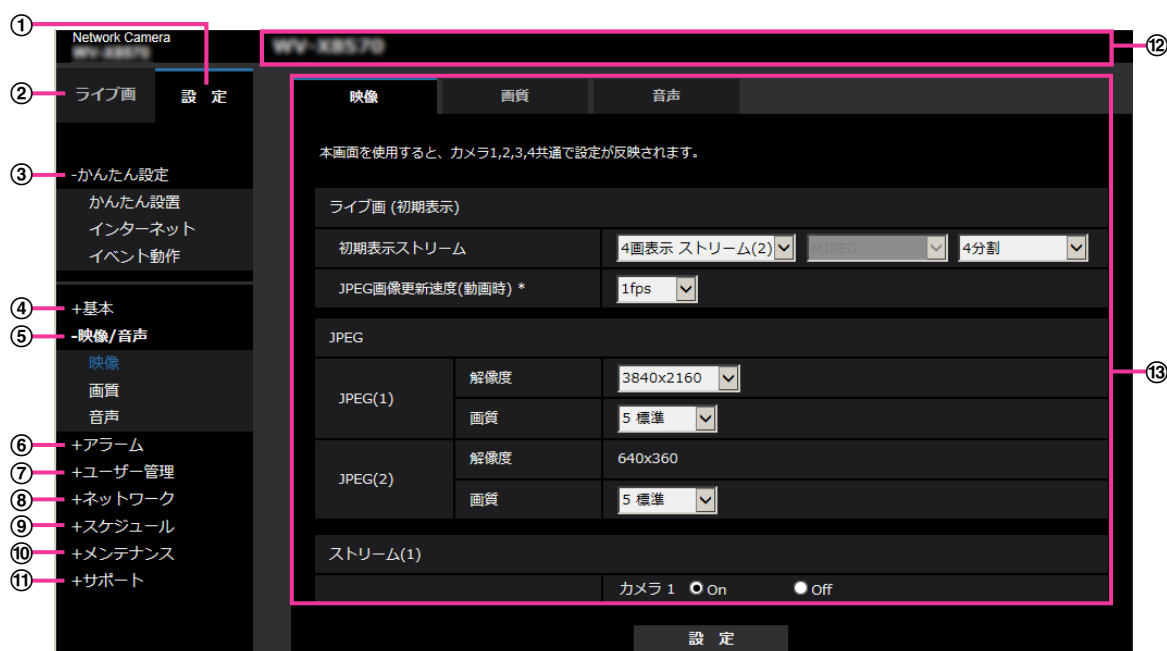 ①
Network Camera
WV-X8570
⑫
② ライブ画 設 定
映像 画質 音声
本画面を使用すると、カメラ1,2,3,4共通で設定が反映されます。
③ -かんたん設定
かんたん設置
インターネット
イベント動作
④ +基本
⑤ -映像/音声
映像
画質
音声
⑥ +アラーム
⑦ +ユーザー管理
⑧ +ネットワーク
⑨ +スケジュール
⑩ +メンテナンス
⑪ +サポート
ライブ画 (初期表示)
初期表示ストリーム 4画表示 ストリーム(2) MJPEG 4分割
JPEG画像更新速度(動画時) * 1fps
JPEG
⑬
JPEG(1) 解像度 3840x2160
画質 5 標準
JPEG(2) 解像度 640x360
画質 5 標準
ストリーム(1)
カメラ 1 On Off
設 定